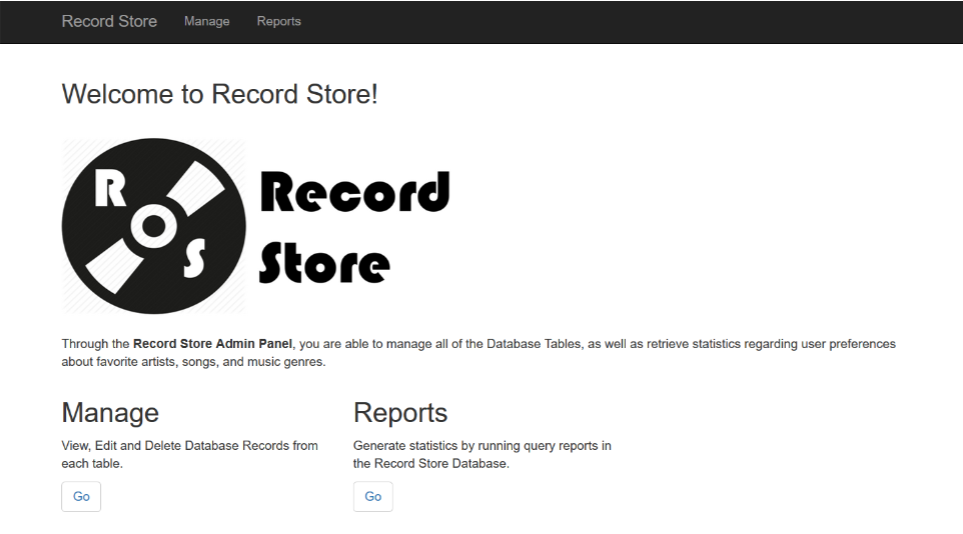 Record Store Manage Reports
Welcome to Record Store!
R
S
Record
Store
Through the Record Store Admin Panel, you are able to manage all of the Database Tables, as well as retrieve statistics regarding user preferences
about favorite artists, songs, and music genres.
Manage
View, Edit and Delete Database Records from
each table.
Go
Reports
Generate statistics by running query reports in
the Record Store Database.
Go